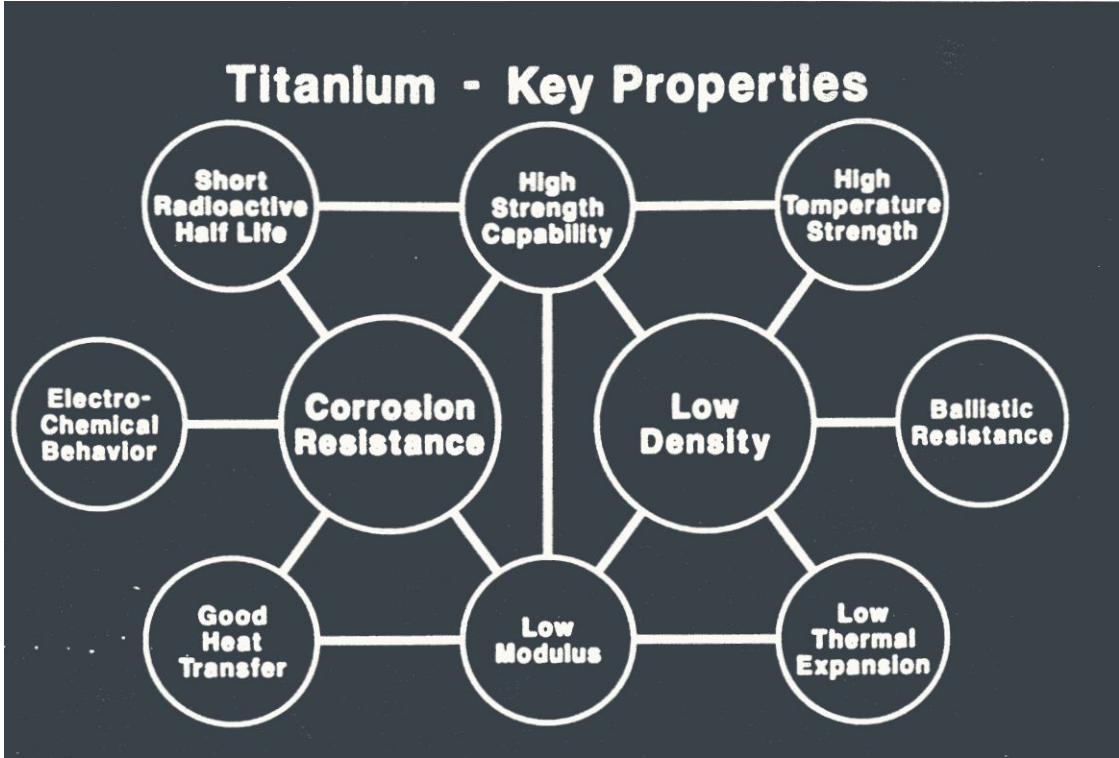 Titanium - Key Properties
Short
Radioactive
Half Life
High
Strength
Capability
High
Temperature
Strength
Electro-
Chemical
Behavior
Corrosion
Resistance
Low
Density
Ballistic
Resistance
Good
Heat
Transfer
Low
Modulus
Low
Thermal
Expansion